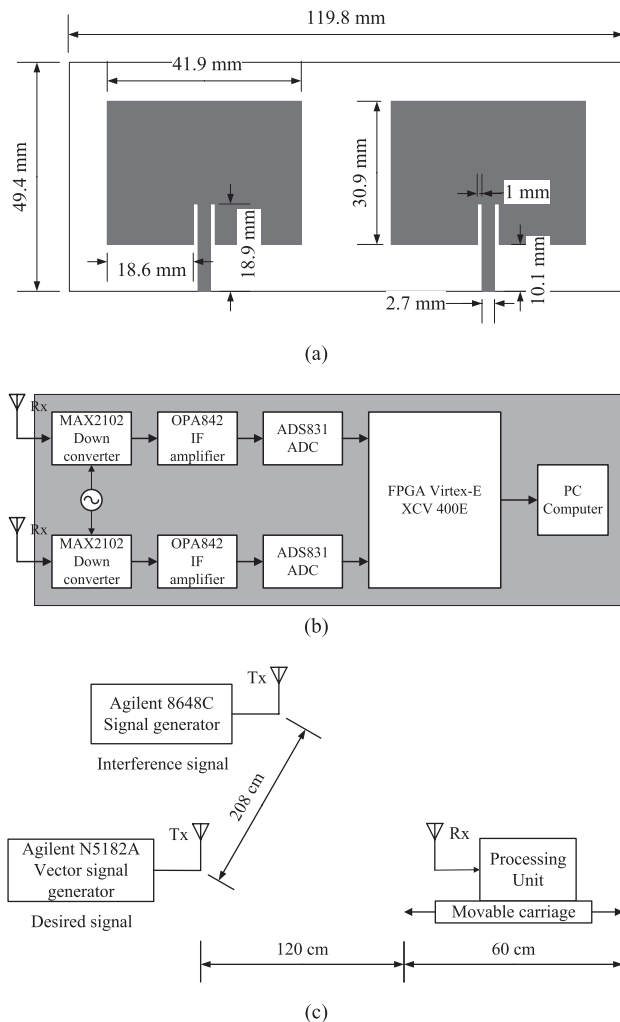 119.8 mm
41.9 mm
49.4 mm
30.9 mm
1 mm
18.6 mm
18.9 mm
10.1 mm
2.7 mm
(a)
Rx
MAX2102
Down
converter
OPA842
IF
amplifier
ADS831
ADC
FPGA Virtex-E
XCV 400E
PC
Computer
Rx
MAX2102
Down
converter
OPA842
IF
amplifier
ADS831
ADC
(b)
Tx
Agilent 8648C
Signal generator
Interference signal
208 cm
Tx
Agilent N5182A
Vector signal
generator
Desired signal
Rx
Processing
Unit
Movable carriage
120 cm
60 cm
(c)